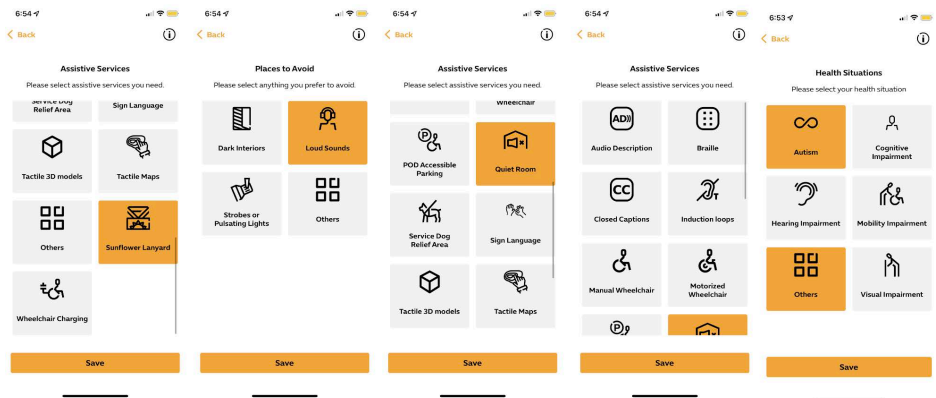 6:54
Back
Assistive Services
Please select assistive services you need.
Service Dog
Relief Area
Sign Language
Tactile 3D models
Tactile Maps
Others
Sunflower Lanyard
Wheelchair Charging
Save
6:54
Back
Places to Avoid
Please select anything you prefer to avoid.
Dark Interiors
Loud Sounds
Strobes or
Pulsating Lights
Others
Save
6:54
Back
Assistive Services
Please select assistive services you need.
Wheelchair
POD Accessible
Parking
Quiet Room
Service Dog
Relief Area
Sign Language
Tactile 3D models
Tactile Maps
Save
6:54
Back
Assistive Services
Please select assistive services you need.
AD
Audio Description
Braille
CC
Closed Captions
T
Induction loops
Manual Wheelchair
Motorized
Wheelchair
P
Save
6:53
Back
Health Situations
Please select your health situation
Autism
Cognitive
Impairment
Hearing Impairment
Mobility Impairment
Others
Visual Impairment
Save